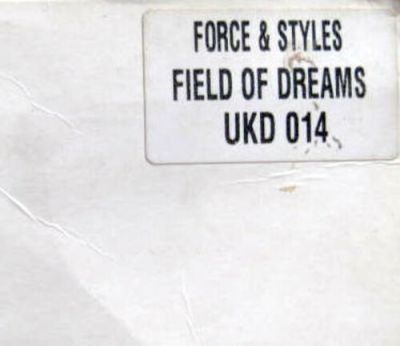 FORCE & STYLES
FIELD OF DREAMS
UKD 014